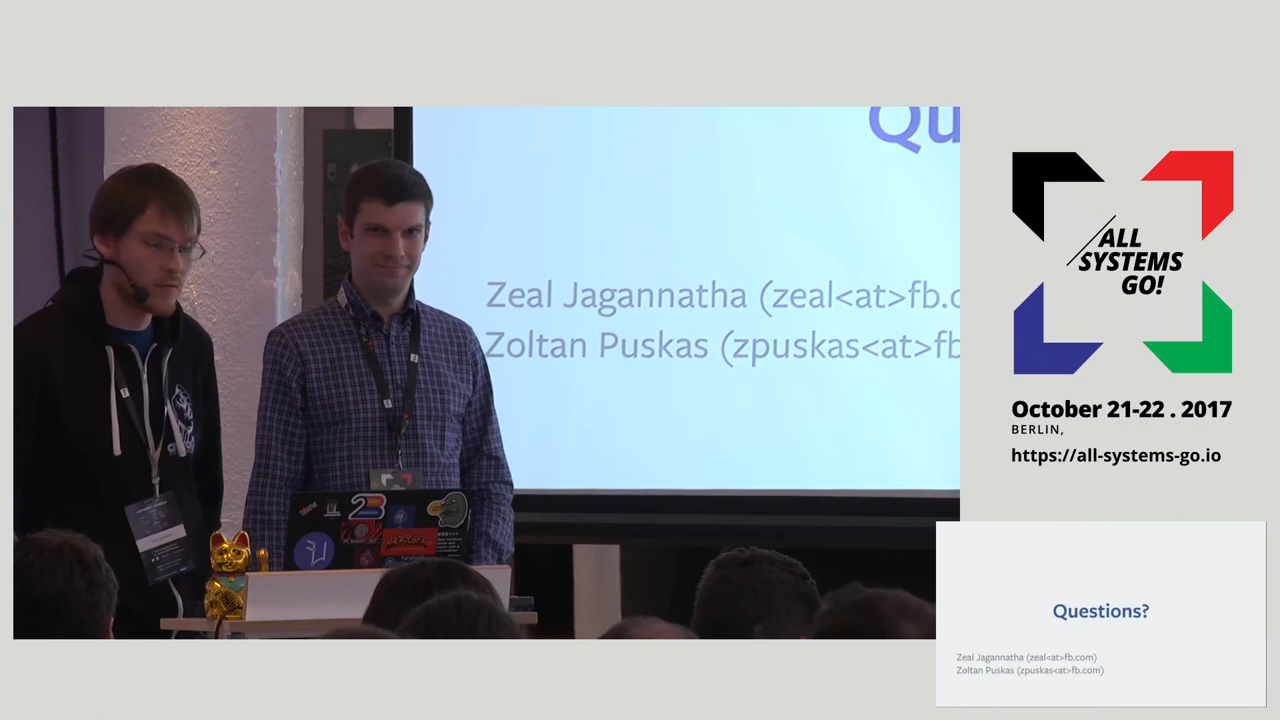 Qu
Zeal Jagannatha (zeal<at>fb.c
Zoltan Puskas (zpuskas<at>fb
ALL
SYSTEMS
GO!
October 21-22 . 2017
BERLIN,
https://all-systems-go.io
Questions?
Zeal Jagannatha (zeal<at>fb.com)
Zoltan Puskas (zpuskas<at>fb.com)